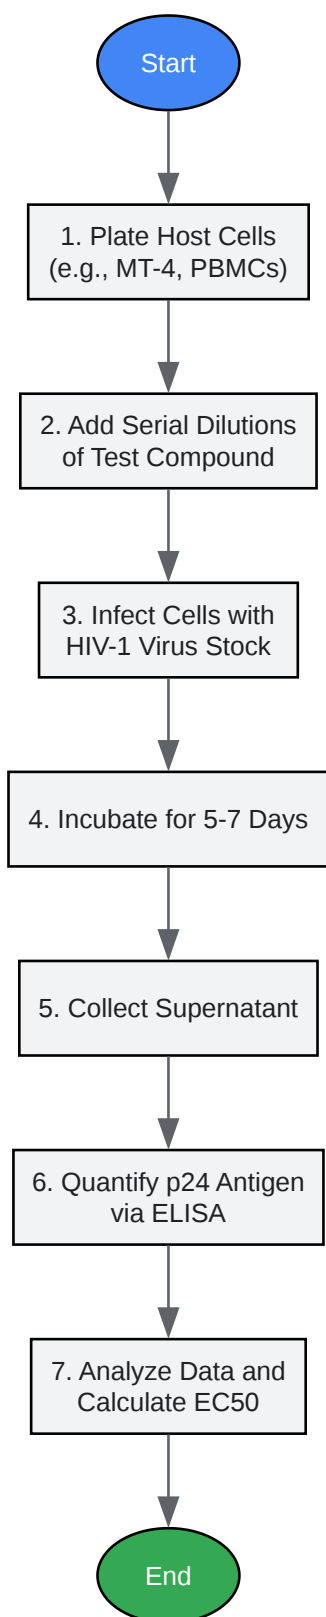 Start
1. Plate Host Cells
(e.g., MT-4, PBMCs)
2. Add Serial Dilutions
of Test Compound
3. Infect Cells with
HIV-1 Virus Stock
4. Incubate for 5-7 Days
5. Collect Supernatant
6. Quantify p24 Antigen
via ELISA
7. Analyze Data and
Calculate EC50
End